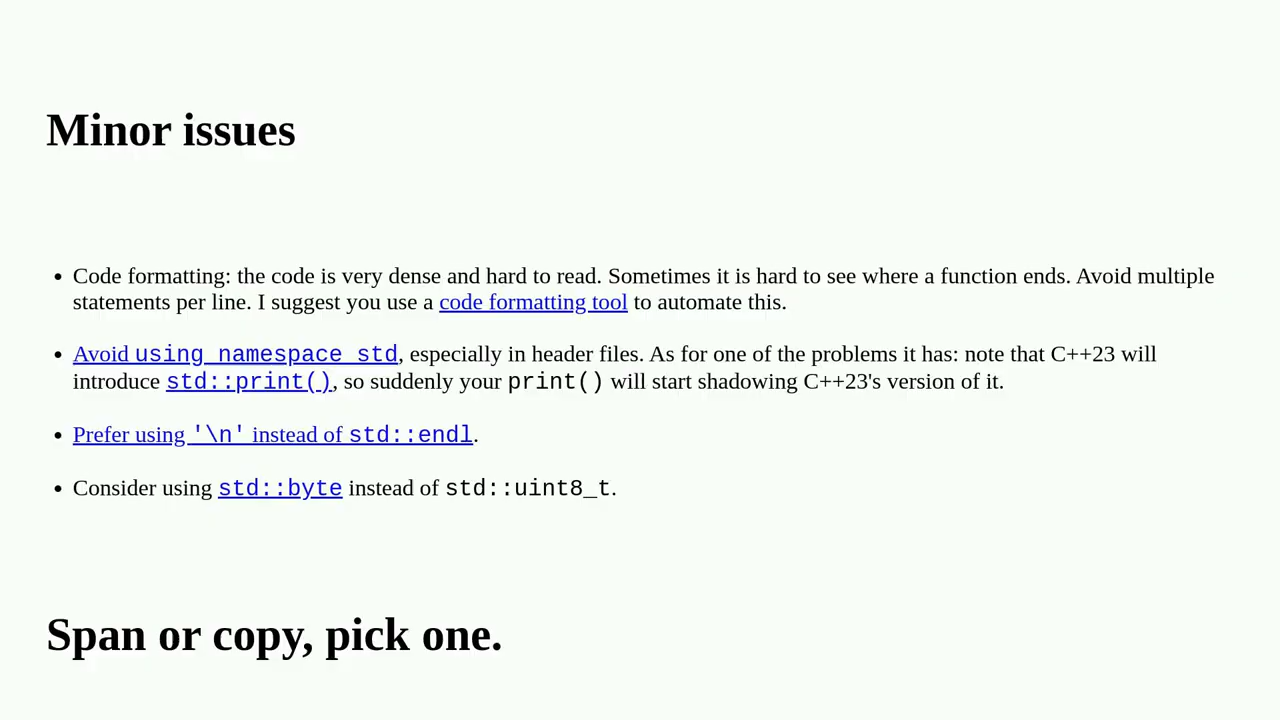 Minor issues
• Code formatting: the code is very dense and hard to read. Sometimes it is hard to see where a function ends. Avoid multiple
statements per line. I suggest you use a code formatting tool to automate this.
• Avoid using namespace std, especially in header files. As for one of the problems it has: note that C++23 will
introduce std::print(), so suddenly your print() will start shadowing C++23's version of it.
• Prefer using '\n' instead of std::endl.
• Consider using std::byte instead of std::uint8_t.
Span or copy, pick one.